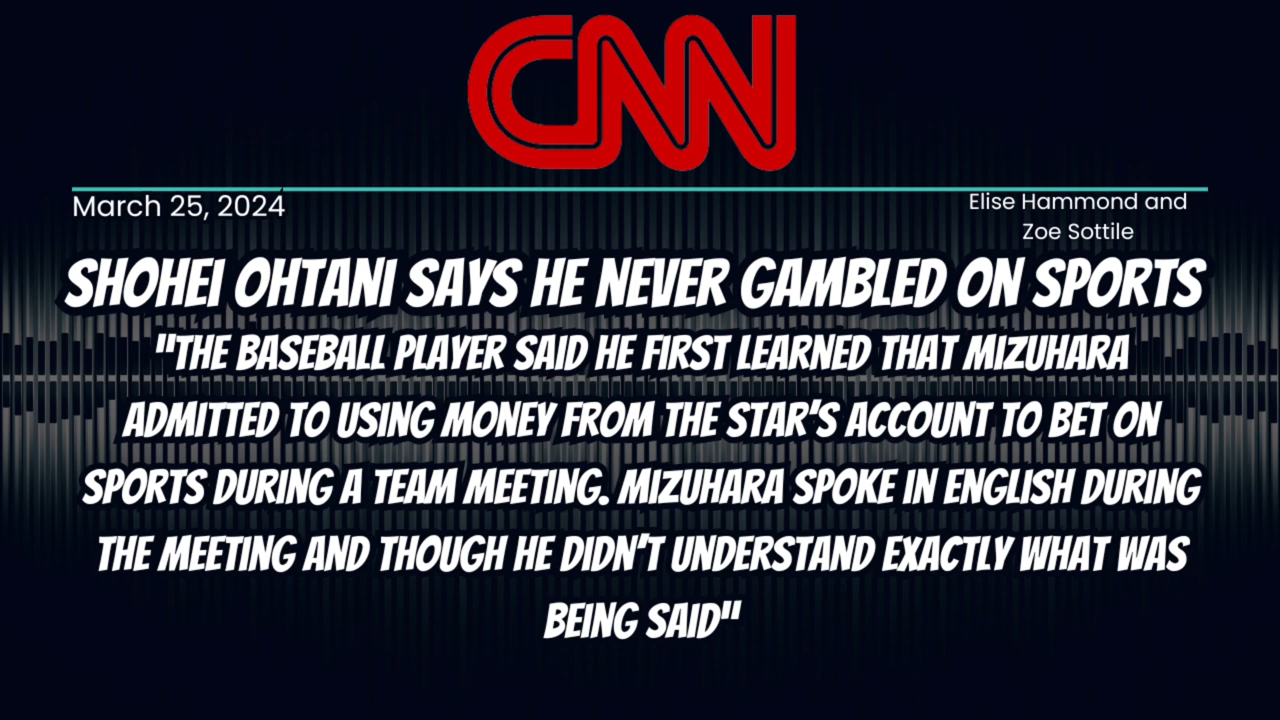 CNN
March 25, 2024
Elise Hammond and
Zoe Sottile
SHOHEI OHTANI SAYS HE NEVER GAMBLED ON SPORTS
"THE BASEBALL PLAYER SAID HE FIRST LEARNED THAT MIZUHARA
ADMITTED TO USING MONEY FROM THE STAR'S ACCOUNT TO BET ON
SPORTS DURING A TEAM MEETING. MIZUHARA SPOKE IN ENGLISH DURING
THE MEETING AND THOUGH HE DIDN'T UNDERSTAND EXACTLY WHAT WAS
BEING SAID"